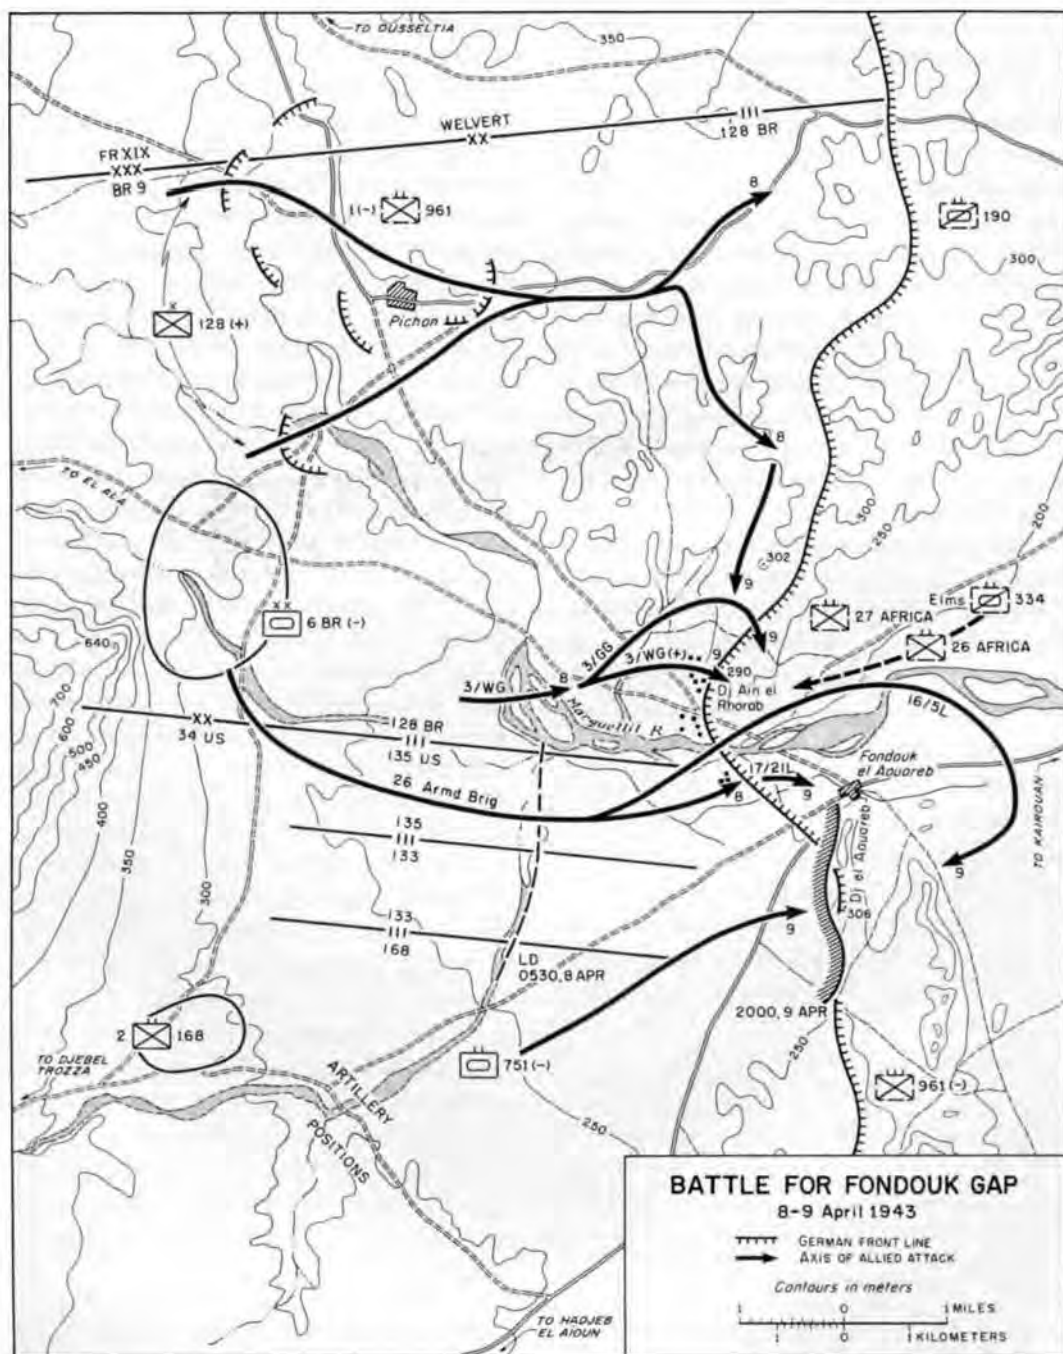 TO OUSSELTIA
350
WELVERT
XX
III
128 BR
FR XIX
XXX
BR 9
8
1(-) 961
190
300
Pichon
X
128 (+)
8
TO EL ALA
200
300
250
302
9
XX
6 BR (-)
Elms 334
27 AFRICA
26 AFRICA
640
700
600
500
450
3/GG
3/WG(+)
9
9
290
3/WG
8
Dj Ain el
Rhorab
Marguellil R
16/5L
XX
34 US
128 BR
III
135 US
Fondouk
el Aouareb
17/21L
26 Armd Brig
8
9
400
350
300
135
III
133
Dj el Aouareb
TO KAIROUAN
9
133
III
168
306
9
LD
0530, 8 APR
2000, 9 APR
2 168
TO DJEBEL
TROZZA
751(-)
250
961(-)
ARTILLERY
POSITIONS
250
BATTLE FOR FONDOUK GAP
8-9 April 1943
GERMAN FRONT LINE
AXIS OF ALLIED ATTACK
Contours in meters
1 0 1 MILES
1 0 1 KILOMETERS
TO HADJEB
EL AIOUN